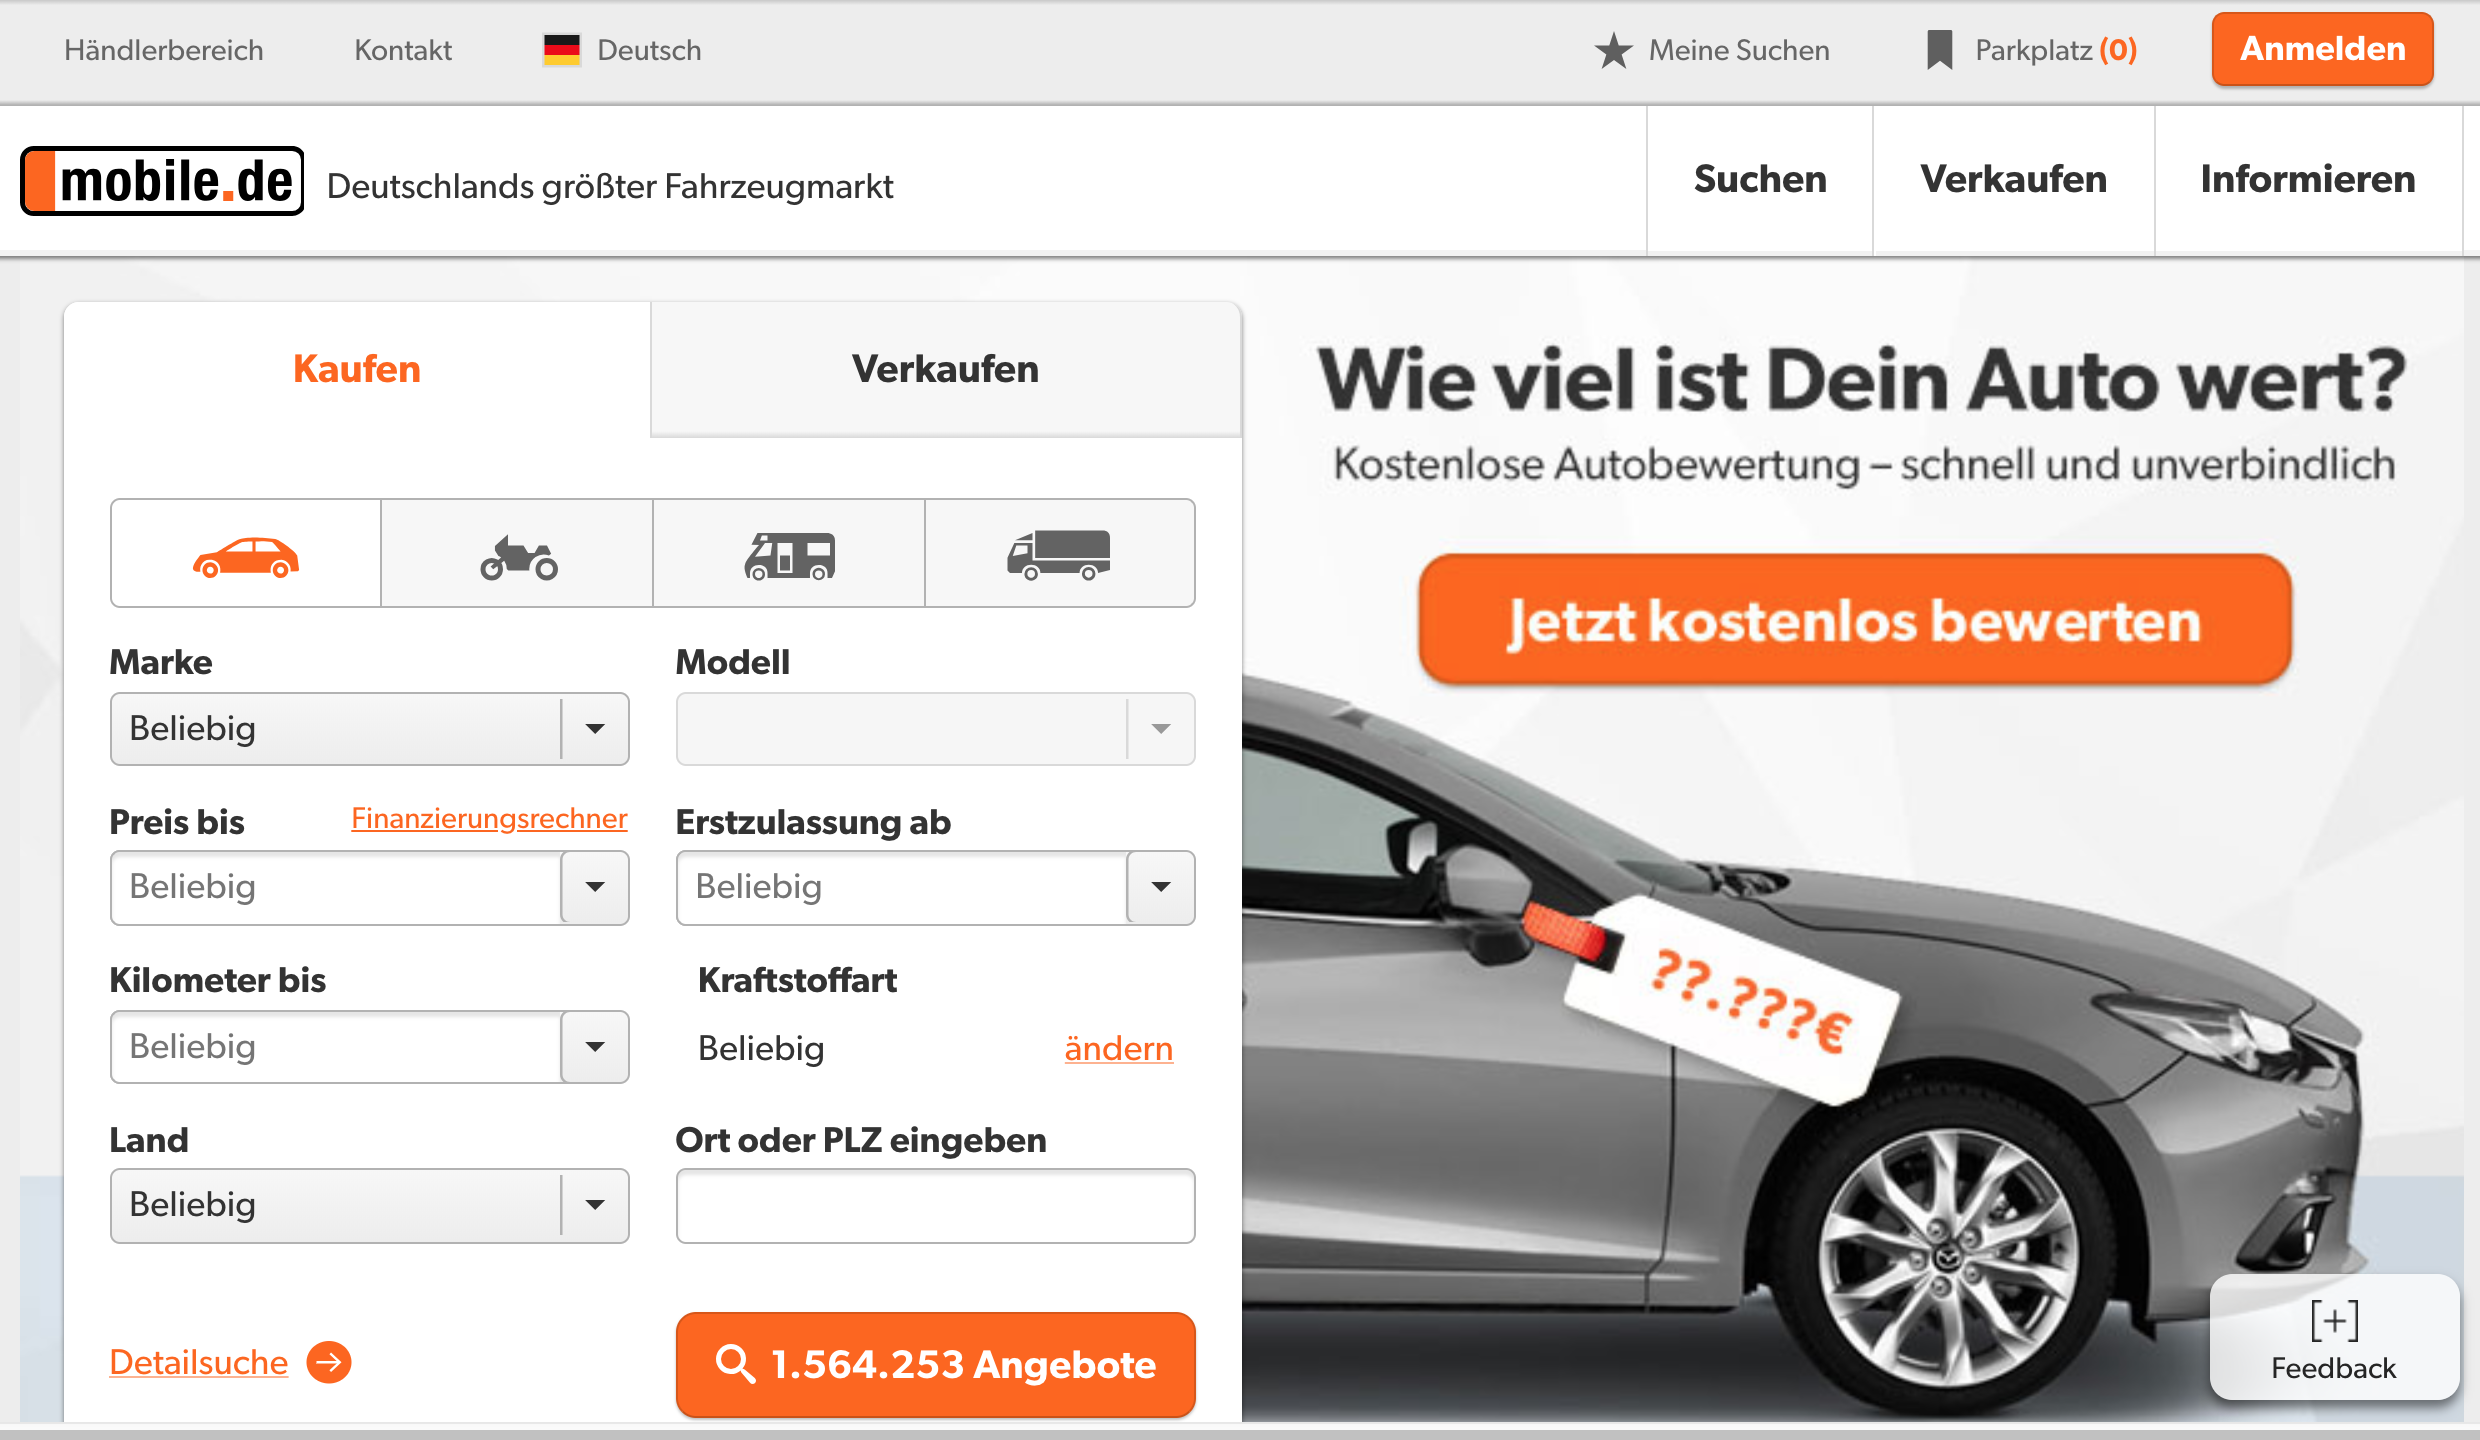 Händlerbereich Kontakt Deutsch Meine Suchen Parkplatz (0) Anmelden
mobile.de Deutschlands größter Fahrzeugmarkt Suchen Verkaufen Informieren
Kaufen Verkaufen
Marke Modell
Beliebig
Preis bis Finanzierungsrechner Erstzulassung ab
Beliebig Beliebig
Kilometer bis Kraftstoffart
Beliebig Beliebig ändern
Land Ort oder PLZ eingeben
Beliebig
Detailsuche 1.564.253 Angebote
Wie viel ist Dein Auto wert?
Kostenlose Autobewertung – schnell und unverbindlich
Jetzt kostenlos bewerten
??.???€
[+]
Feedback